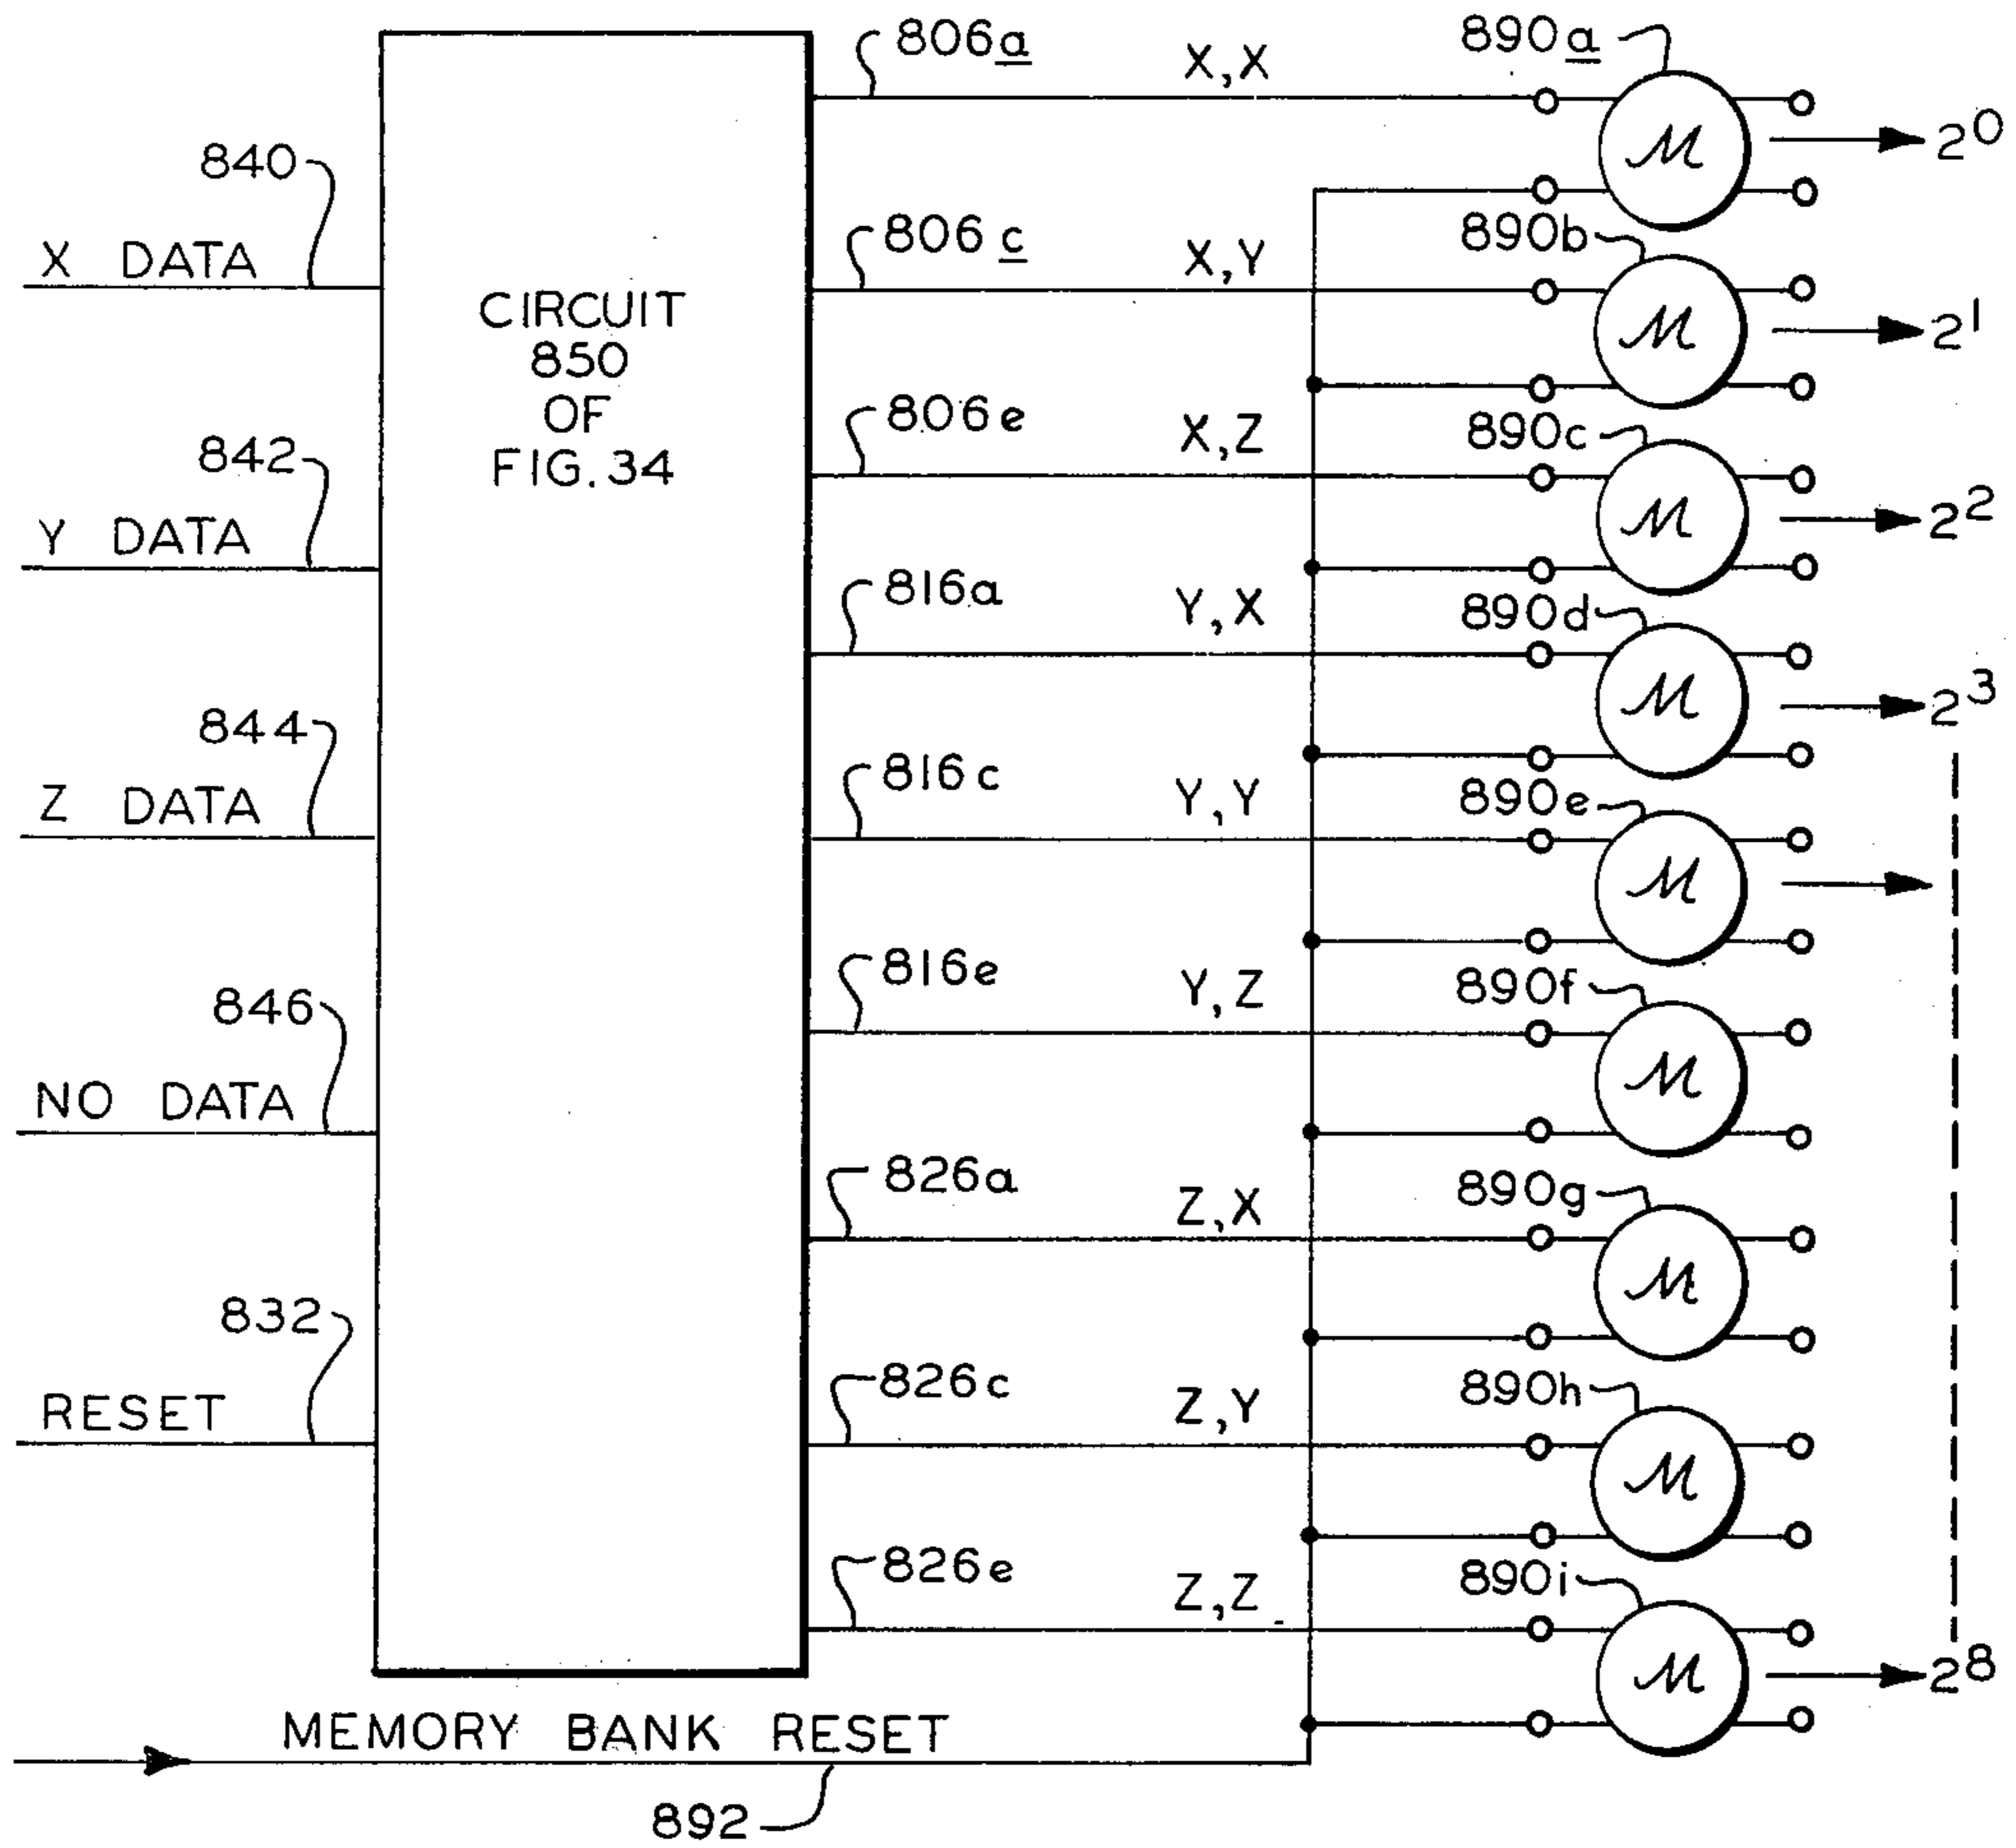 806a X,X 890a
M 2^0
840
X DATA
806c X,Y 890b
M 2^1
CIRCUIT
850
OF
FIG. 34
806e X,Z 890c
M 2^2
842
Y DATA
816a Y,X 890d
M 2^3
844
Z DATA
816c Y,Y 890e
M
816e Y,Z 890f
M
846
NO DATA
826a Z,X 890g
M
832
RESET
826c Z,Y 890h
M
826e Z,Z 890i
M 2^8
MEMORY BANK RESET
892